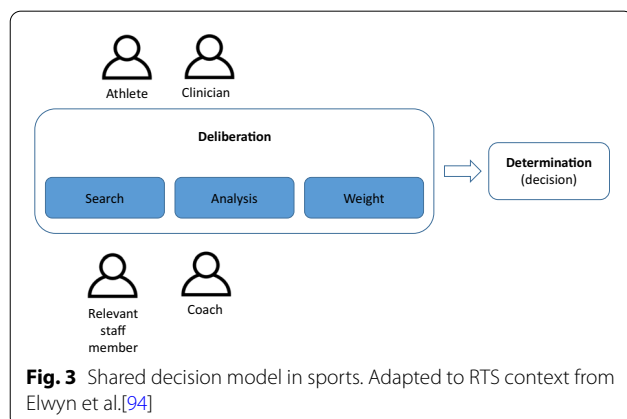 Athlete Clinician
Deliberation
Search Analysis Weight
Determination
(decision)
Relevant
staff
member
Coach
Fig. 3 Shared decision model in sports. Adapted to RTS context from
Elwyn et al.[94]